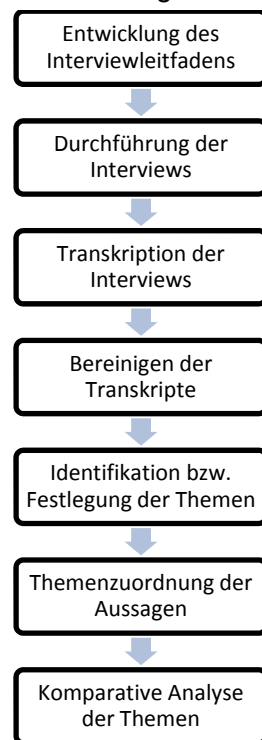 Entwicklung des
Interviewleitfadens
Durchführung der
Interviews
Transkription der
Interviews
Bereinigen der
Transkripte
Identifikation bzw.
Festlegung der Themen
Themenzuordnung der
Aussagen
Komparative Analyse
der Themen